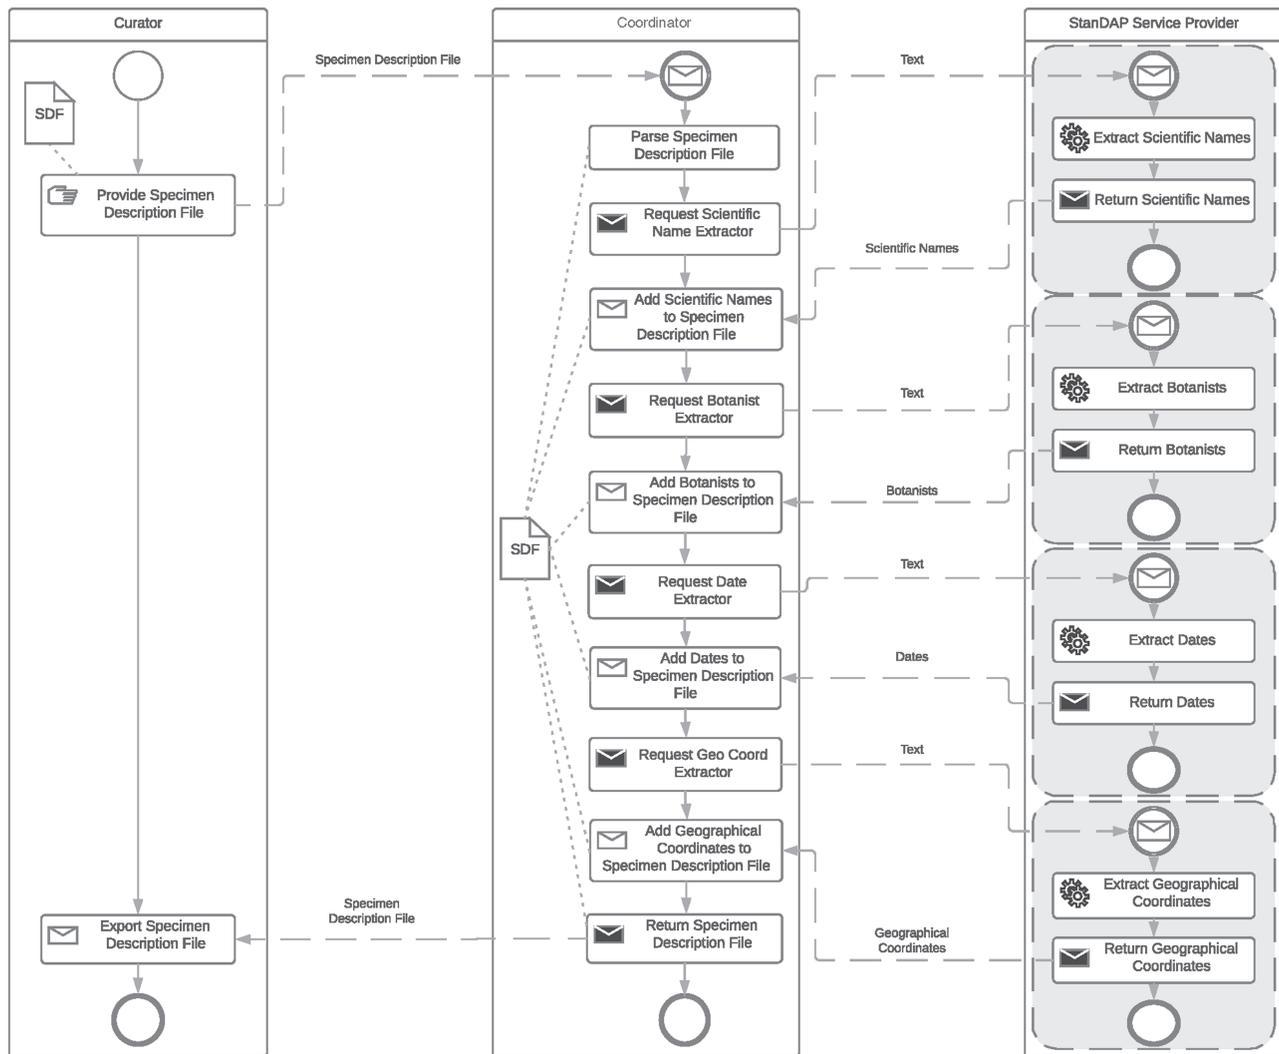 Curator
Coordinator
StanDAP Service Provider
SDF
Provide Specimen
Description File
Export Specimen
Description File
Specimen Description File
Specimen
Description File
Parse Specimen
Description File
Request Scientific
Name Extractor
Add Scientific Names
to Specimen
Description File
Request Botanist
Extractor
Add Botanists to
Specimen Description
File
SDF
Request Date
Extractor
Add Dates to
Specimen Description
File
Request Geo Coord
Extractor
Add Geographical
Coordinates to
Specimen Description File
Return Specimen
Description File
Text
Scientific Names
Text
Botanists
Text
Dates
Text
Geographical
Coordinates
Extract Scientific Names
Return Scientific Names
Extract Botanists
Return Botanists
Extract Dates
Return Dates
Extract Geographical
Coordinates
Return Geographical
Coordinates